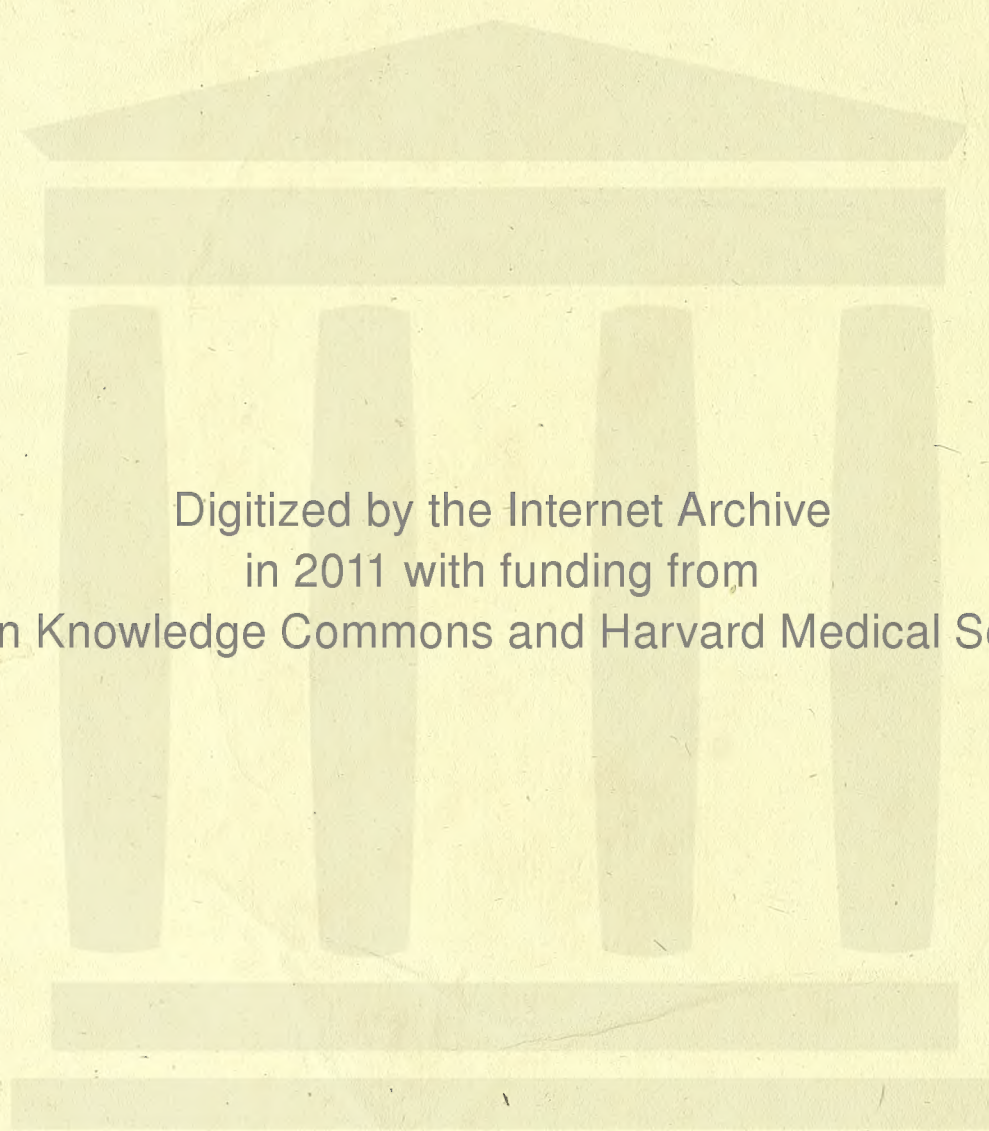 Digitized by the Internet Archive
in 2011 with funding from
n Knowledge Commons and Harvard Medical S